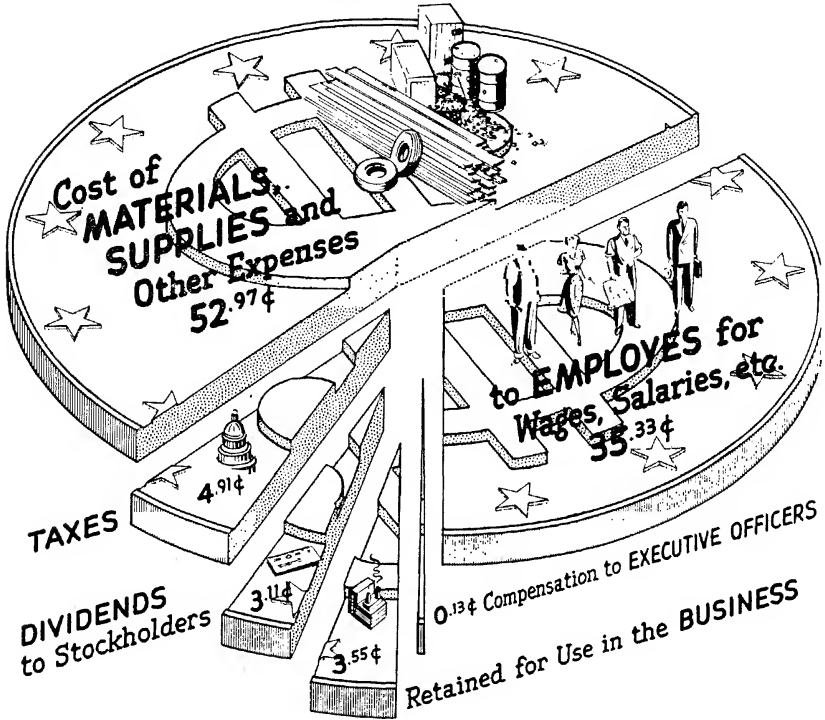 Cost of
MATERIALS,
SUPPLIES and
Other Expenses
52.97¢
to EMPLOYES for
Wages, Salaries, etc.
35.33¢
4.91¢
TAXES
3.11¢
DIVIDENDS
to Stockholders
0.13¢ Compensation to EXECUTIVE OFFICERS
3.55¢
Retained for Use in the BUSINESS